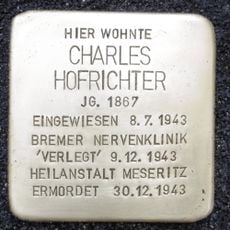 HIER WOHNTE
CHARLES
HOFRICHTER
JG. 1867
EINGEWIESEN 8.7.1943
BREMER NERVENKLINIK
'VERLEGT' 9.12.1943
HEILANSTALT MESERITZ
ERMORDET 30.12.1943